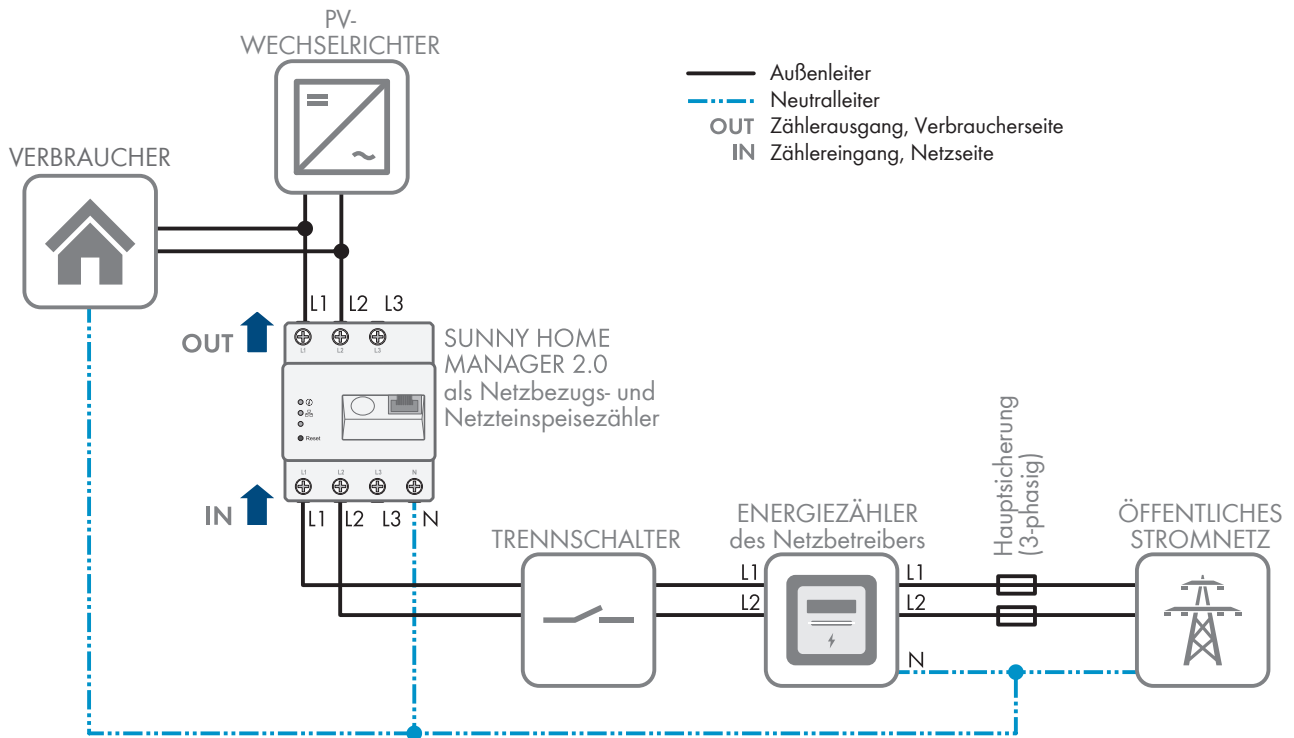 PV-
WECHSELRICHTER
Außenleiter
Neutralleiter
OUT Zählerausgang, Verbraucherseite
IN Zählereingang, Netzseite
VERBRAUCHER
L1 L2 L3
OUT
L1 L2 L3
SUNNY HOME
MANAGER 2.0
als Netzbezugs- und
Netzteinspeisezähler
Reset
L1 L2 L3 N
IN
L1 L2 L3 N
TRENNSCHALTER
ENERGIEZÄHLER
des Netzbetreibers
L1 L1
L2 L2
N
Hauptsicherung
(3-phasig)
ÖFFENTLICHES
STROMNETZ